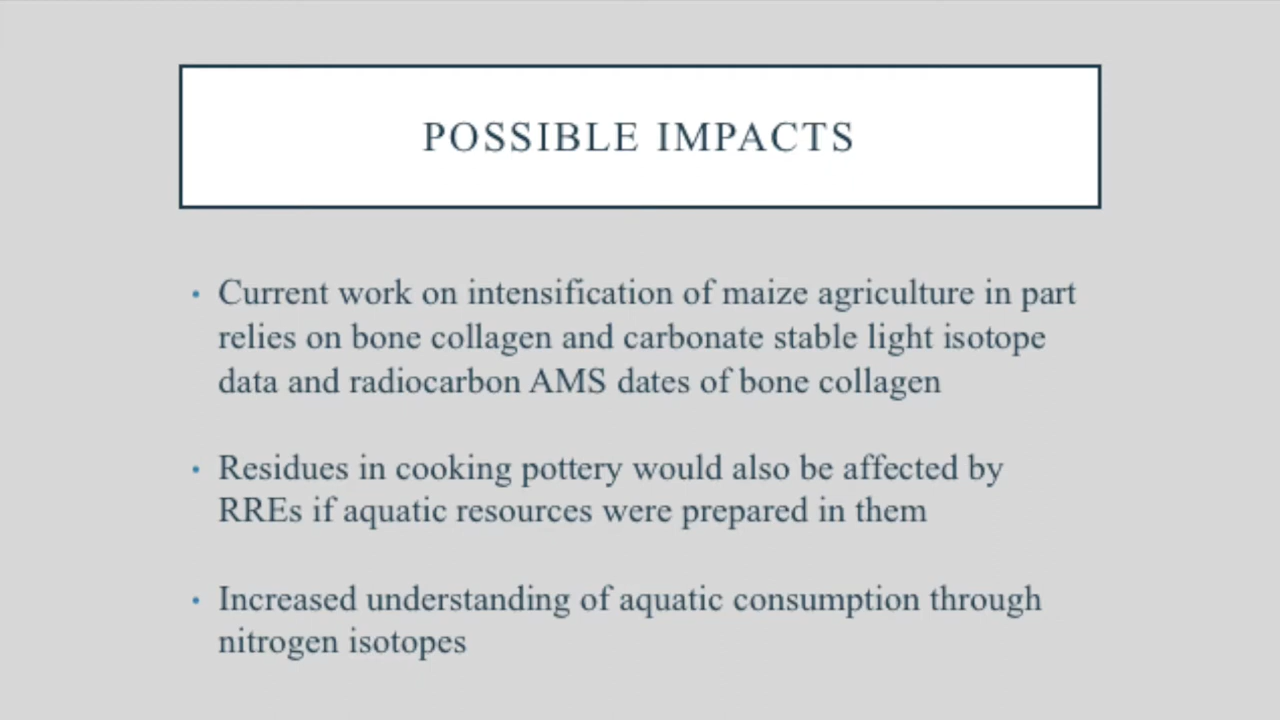 POSSIBLE IMPACTS
• Current work on intensification of maize agriculture in part
relies on bone collagen and carbonate stable light isotope
data and radiocarbon AMS dates of bone collagen
• Residues in cooking pottery would also be affected by
RREs if aquatic resources were prepared in them
• Increased understanding of aquatic consumption through
nitrogen isotopes